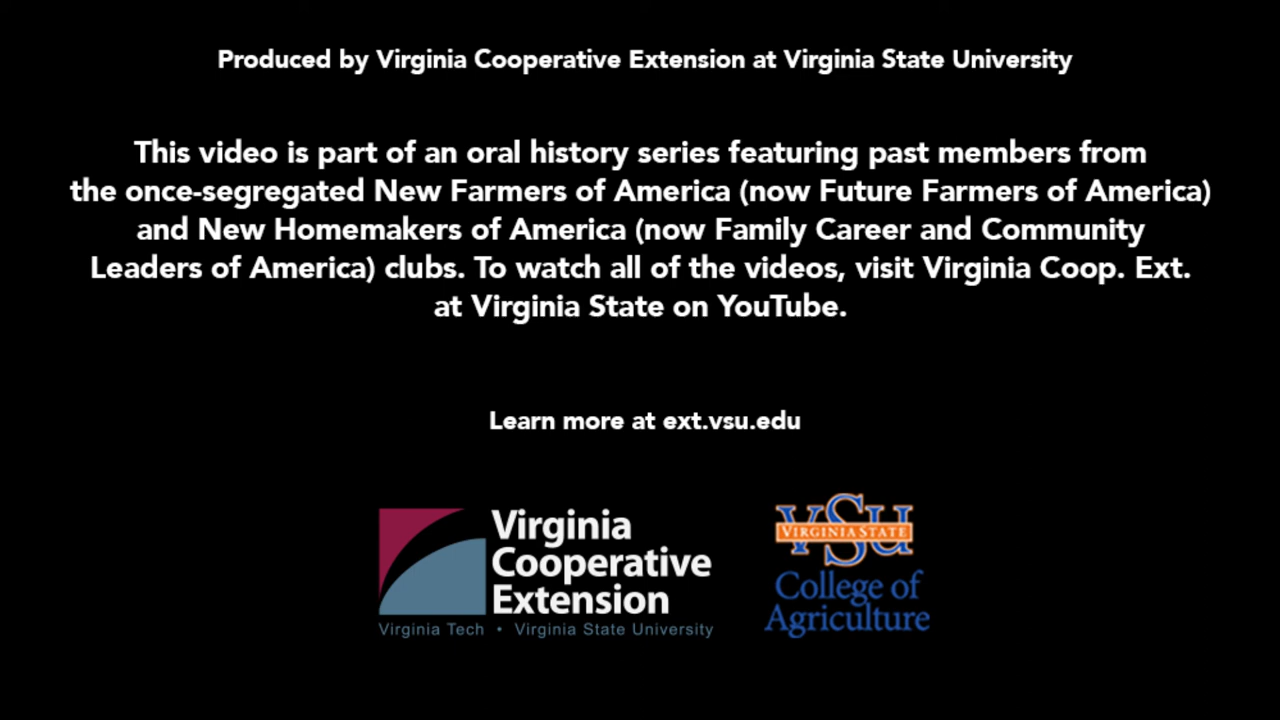 Produced by Virginia Cooperative Extension at Virginia State University
This video is part of an oral history series featuring past members from
the once-segregated New Farmers of America (now Future Farmers of America)
and New Homemakers of America (now Family Career and Community
Leaders of America) clubs. To watch all of the videos, visit Virginia Coop. Ext.
at Virginia State on YouTube.
Learn more at ext.vsu.edu
Virginia
Cooperative
Extension
Virginia Tech • Virginia State University
VSU
VIRGINIA STATE
College of
Agriculture